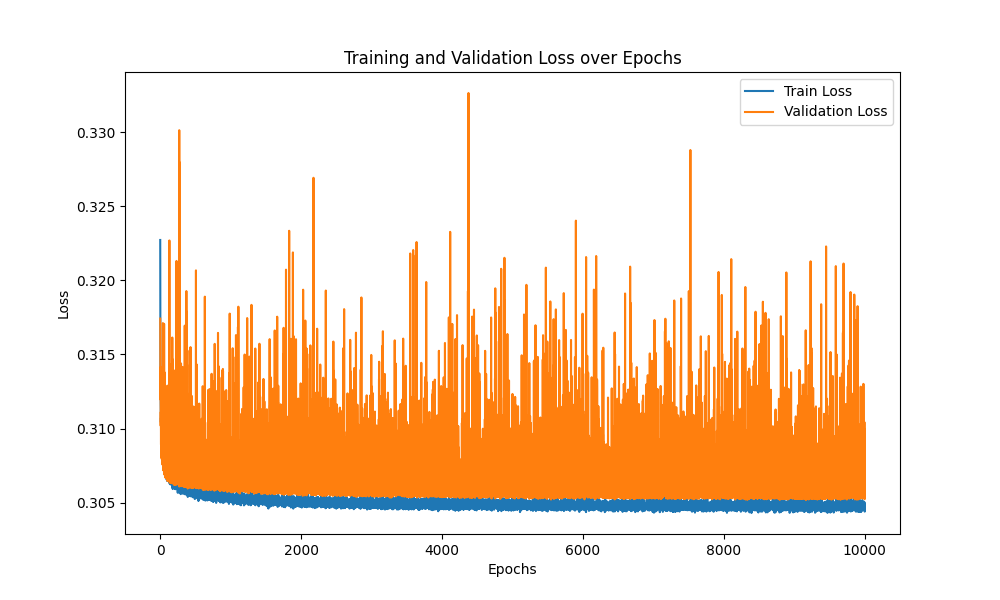 Training and Validation Loss over Epochs
Train Loss
Validation Loss
0.330
0.325
0.320
0.315
0.310
0.305
Loss
0 2000 4000 6000 8000 10000
Epochs